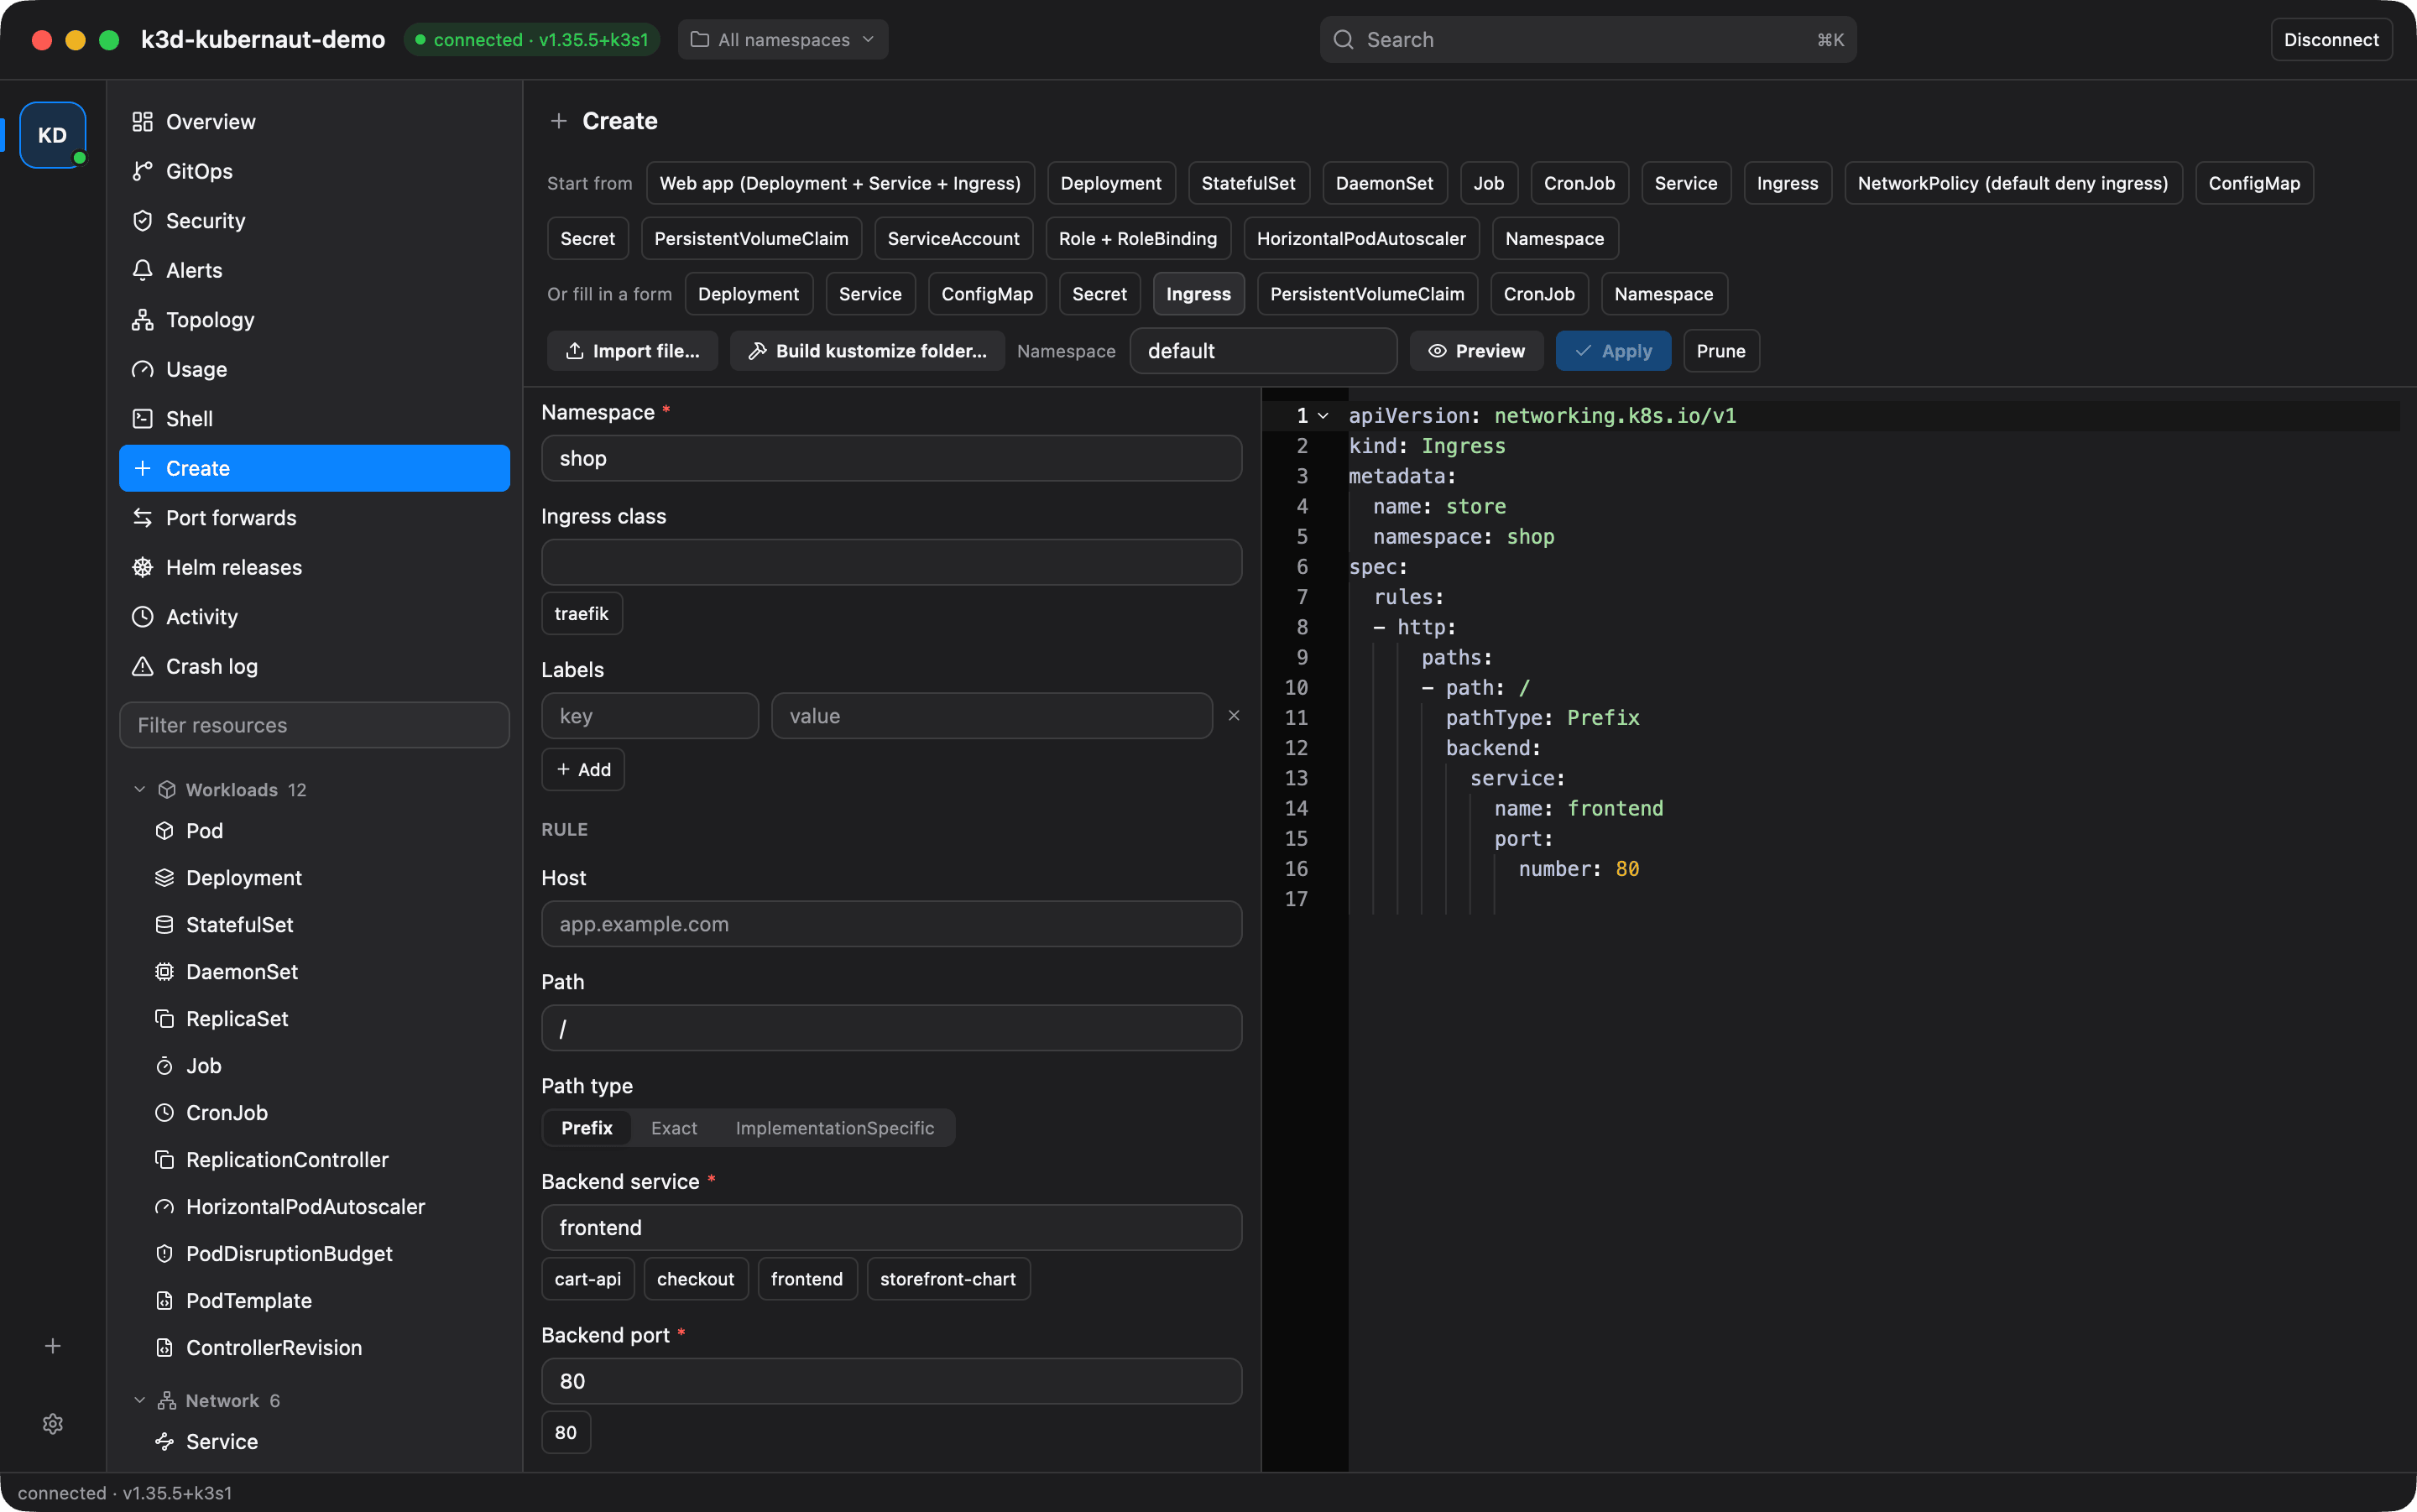 k3d-kubernaut-demo connected · v1.35.5+k3s1 All namespaces Search ⌘K Disconnect
KD
Overview
GitOps
Security
Alerts
Topology
Usage
Shell
Create
Port forwards
Helm releases
Activity
Crash log
Filter resources
Workloads 12
Pod
Deployment
StatefulSet
DaemonSet
ReplicaSet
Job
CronJob
ReplicationController
HorizontalPodAutoscaler
PodDisruptionBudget
PodTemplate
ControllerRevision
Network 6
Service
Create
Start from Web app (Deployment + Service + Ingress) Deployment StatefulSet DaemonSet Job CronJob Service Ingress NetworkPolicy (default deny ingress) ConfigMap
Secret PersistentVolumeClaim ServiceAccount Role + RoleBinding HorizontalPodAutoscaler Namespace
Or fill in a form Deployment Service ConfigMap Secret Ingress PersistentVolumeClaim CronJob Namespace
Import file... Build kustomize folder... Namespace default Preview Apply Prune
Namespace *
shop
Ingress class
traefik
Labels
key value ×
+ Add
RULE
Host
app.example.com
Path
/
Path type
Prefix Exact ImplementationSpecific
Backend service *
frontend
cart-api checkout frontend storefront-chart
Backend port *
80
80
1 apiVersion: networking.k8s.io/v1
2 kind: Ingress
3 metadata:
4 name: store
5 namespace: shop
6 spec:
7 rules:
8 - http:
9 paths:
10 - path: /
11 pathType: Prefix
12 backend:
13 service:
14 name: frontend
15 port:
16 number: 80
17
connected · v1.35.5+k3s1